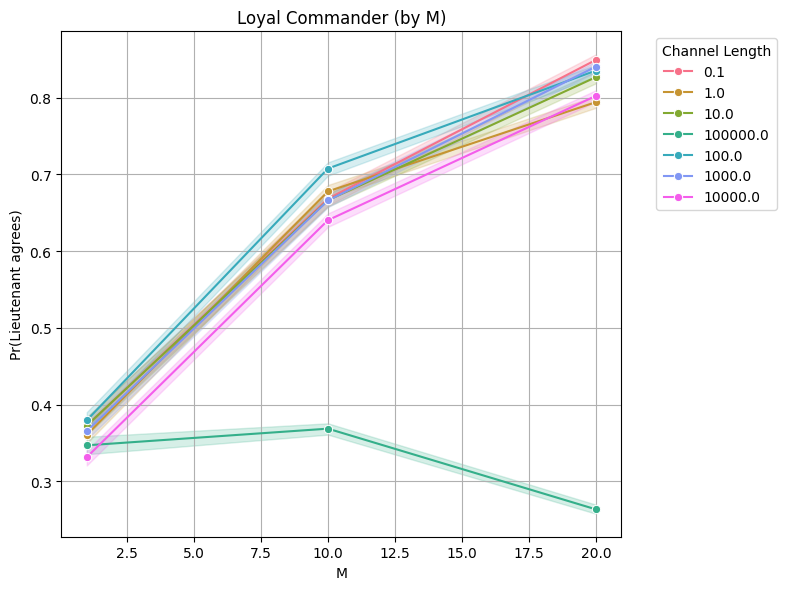 Loyal Commander (by M)
Channel Length
0.1
1.0
10.0
100000.0
100.0
1000.0
10000.0
Pr(Lieutenant agrees)
0.8
0.7
0.6
0.5
0.4
0.3
2.5 5.0 7.5 10.0 12.5 15.0 17.5 20.0
M